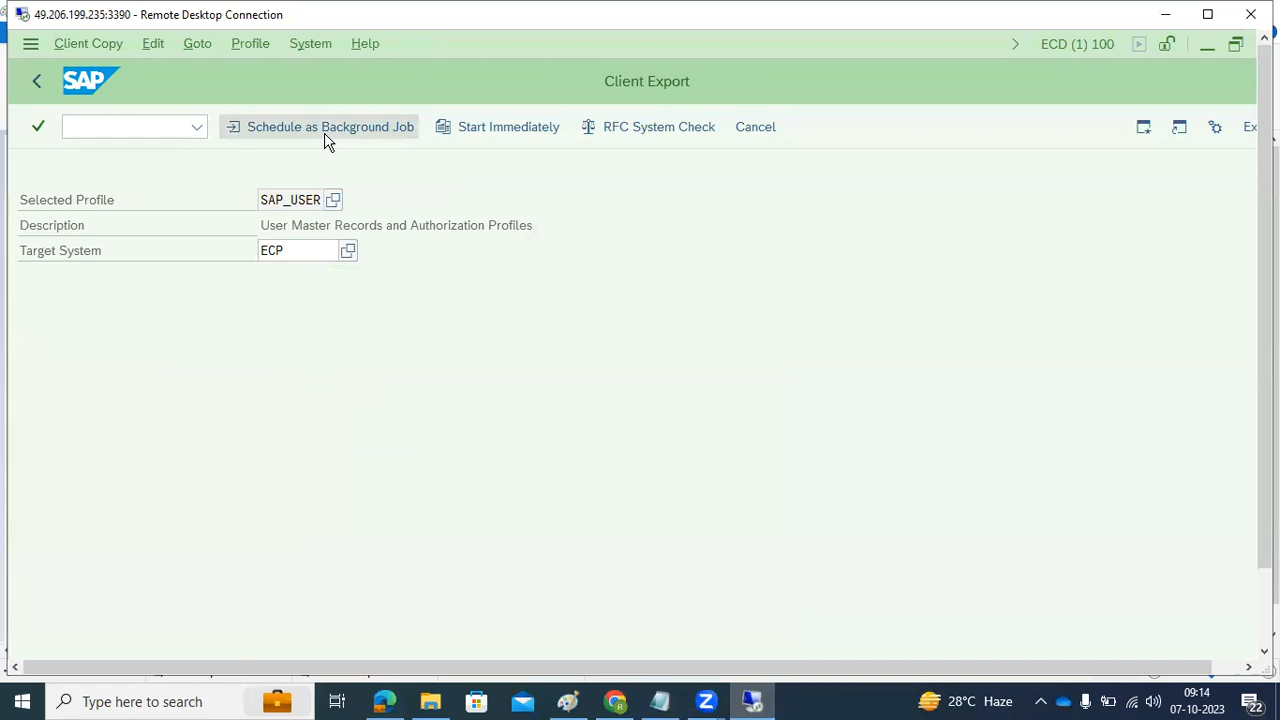 49.206.199.235:3390 - Remote Desktop Connection
Client Copy Edit Goto Profile System Help ECD (1) 100
SAP Client Export
Schedule as Background Job Start Immediately RFC System Check Cancel Ex
Selected Profile SAP_USER
Description User Master Records and Authorization Profiles
Target System ECP
Type here to search 28°C Haze 09:14
07-10-2023 22